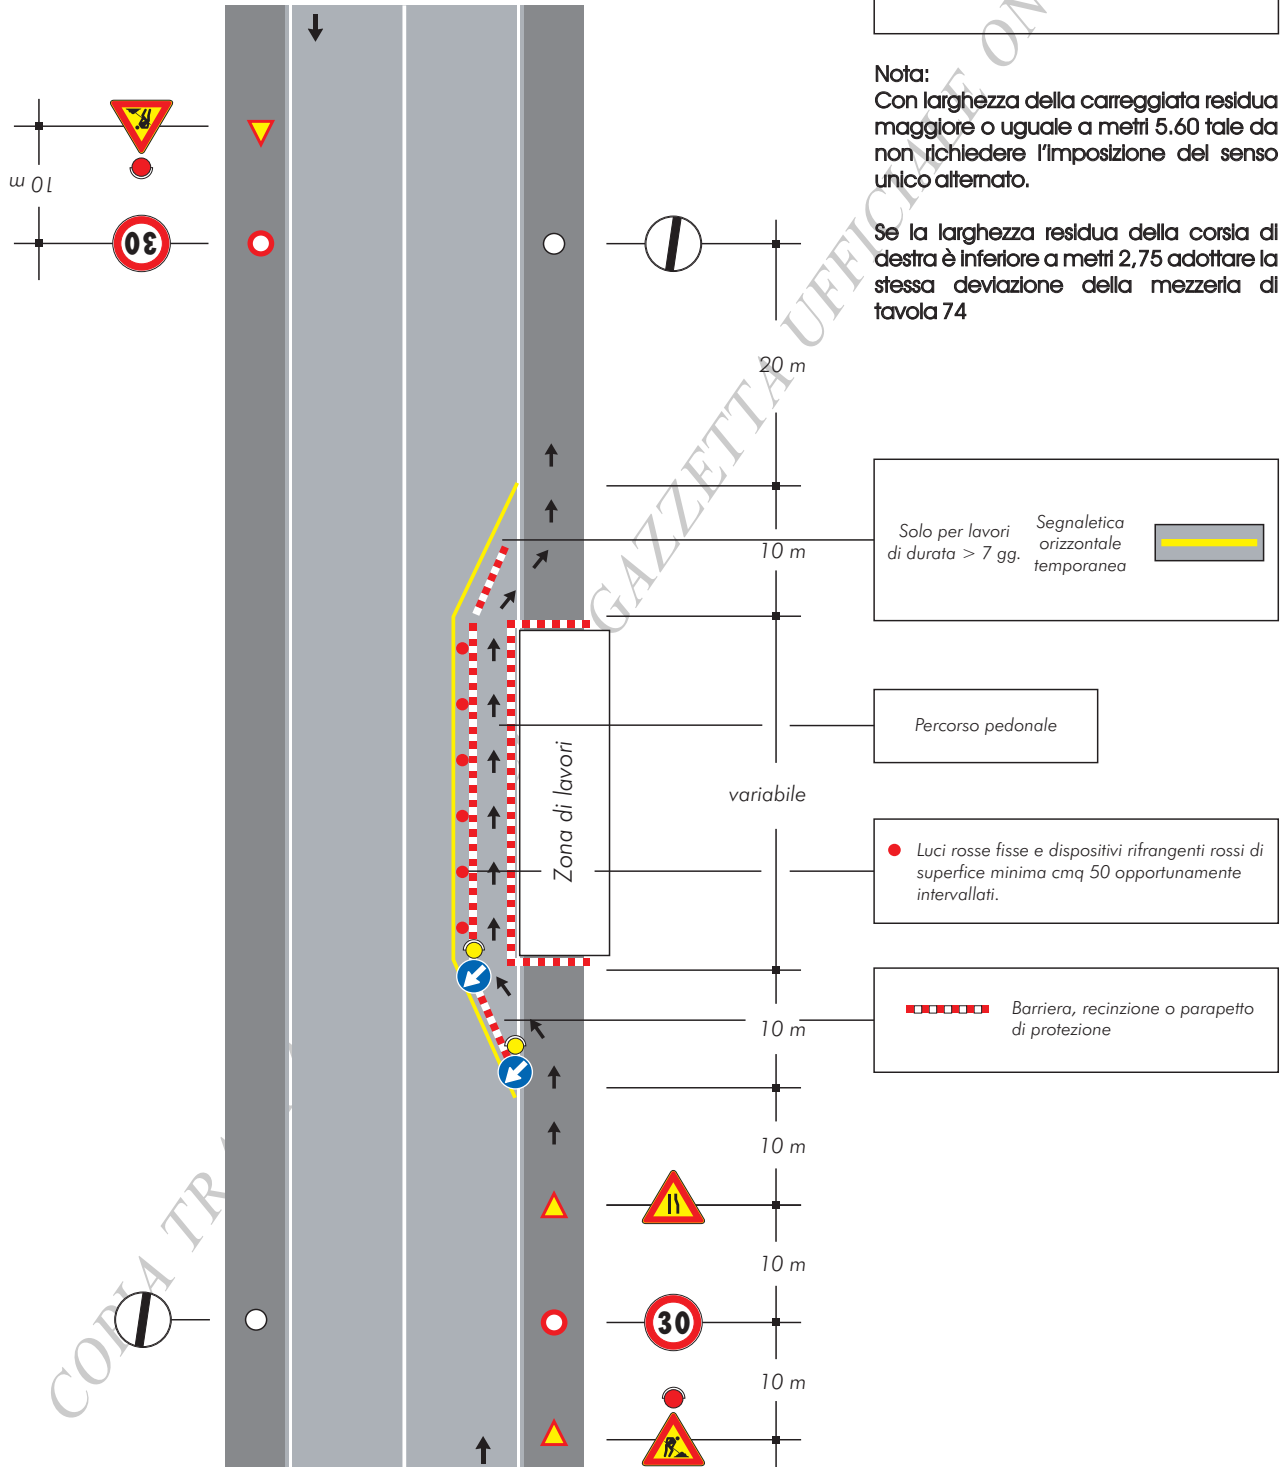 Nota:
Con larghezza della carreggiata residua
maggiore o uguale a metri 5.60 tale da
non richiedere l'imposizione del senso
unico alternato.
Se la larghezza residua della corsia di
destra è inferiore a metri 2,75 adottare la
stessa deviazione della mezzeria di
tavola 74
10 m
30
20 m
10 m
Solo per lavori
di durata > 7 gg.
Segnaletica
orizzontale
temporanea
Percorso pedonale
variabile
Zona di lavori
Luci rosse fisse e dispositivi rifrangenti rossi di
superfice minima cmq 50 opportunamente
intervallati.
Barriera, recinzione o parapetto
di protezione
10 m
10 m
10 m
30
10 m
COPIA TR
GAZZETTA UFFICIALE ON